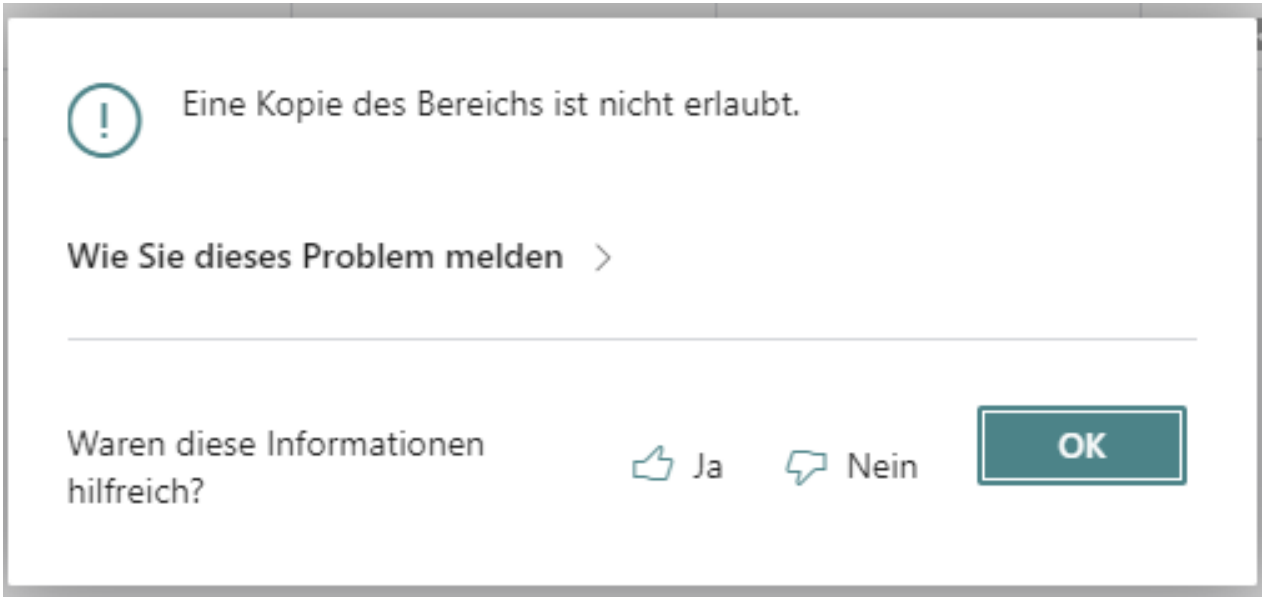 Eine Kopie des Bereichs ist nicht erlaubt.
Wie Sie dieses Problem melden
Waren diese Informationen
hilfreich?
Ja
Nein
OK